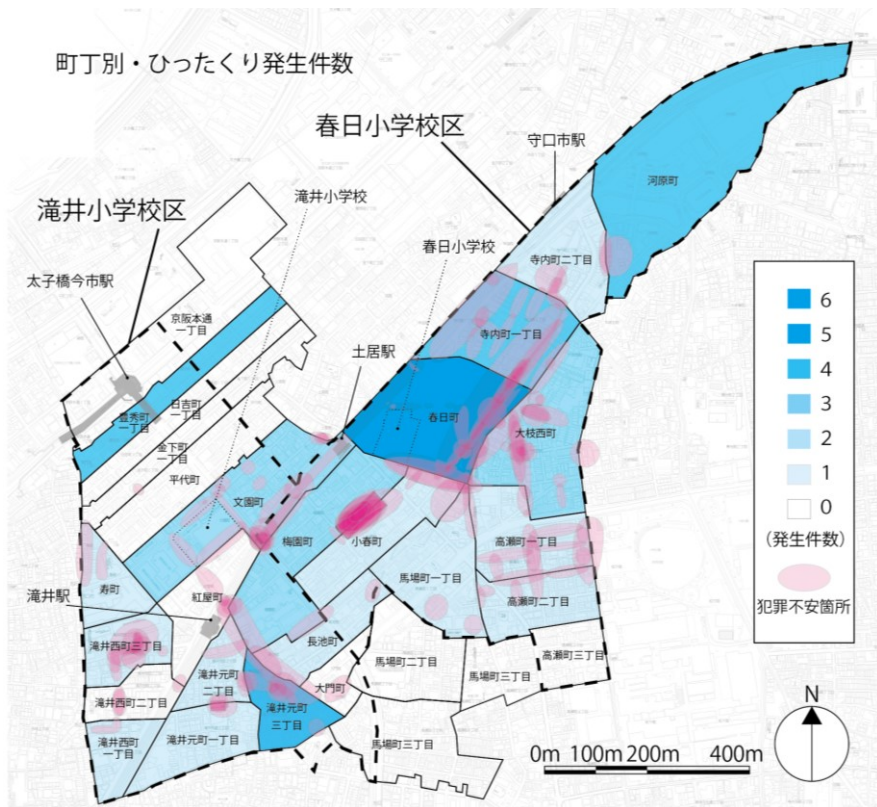 町丁別・ひったくり発生件数
春日小学校区
守口市駅
河原町
滝井小学校
滝井小学校区
春日小学校
寺内町二丁目
太子橋今市駅
京阪本通
一丁目
寺内町一丁目
土居駅
日吉町
一丁目
豊秀町
一丁目
春日町
大枝西町
金下町
一丁目
平代町
文園町
梅園町
小春町
高瀬町一丁目
馬場町一丁目
寿町
紅屋町
高瀬町二丁目
滝井駅
長池町
滝井西町三丁目
馬場町二丁目
高瀬町三丁目
滝井元町
二丁目
馬場町三丁目
大門町
滝井西町二丁目
滝井元町
三丁目
滝井元町一丁目
滝井西町
一丁目
馬場町三丁目
6
5
4
3
2
1
0
(発生件数)
犯罪不安箇所
N
0m 100m 200m 400m